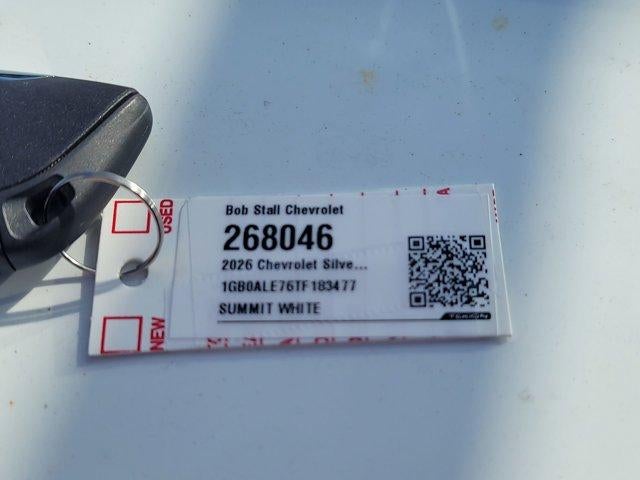 USED
Bob Stall Chevrolet
268046
2026 Chevrolet Silve...
1GB0ALE76TF183477
SUMMIT WHITE
NEW